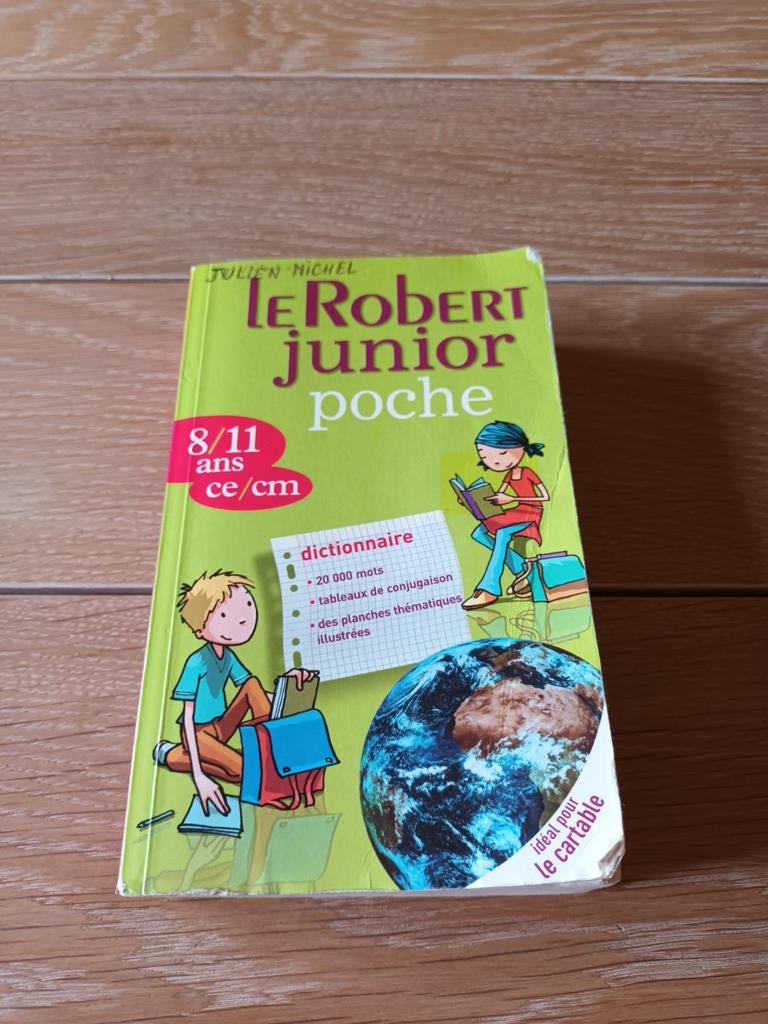 JULIEN MICHEL
le Robert
junior
poche
8/11
ans
ce/cm
dictionnaire
• 20 000 mots
• tableaux de conjugaison
• des planches thématiques
illustrées
idéal pour
le cartable